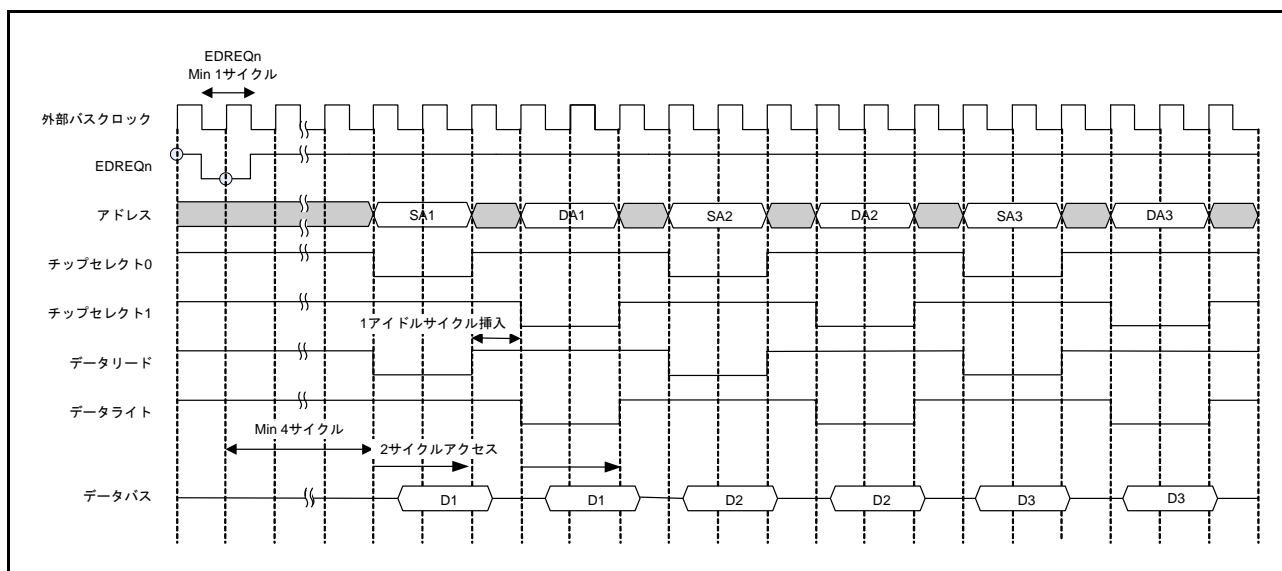 EDREQn
Min 1サイクル
外部バスクロック
EDREQn
アドレス
SA1
DA1
SA2
DA2
SA3
DA3
チップセレクト0
チップセレクト1
1アイドルサイクル挿入
データリード
データライト
Min 4サイクル
2サイクルアクセス
データバス
D1
D1
D2
D2
D3
D3